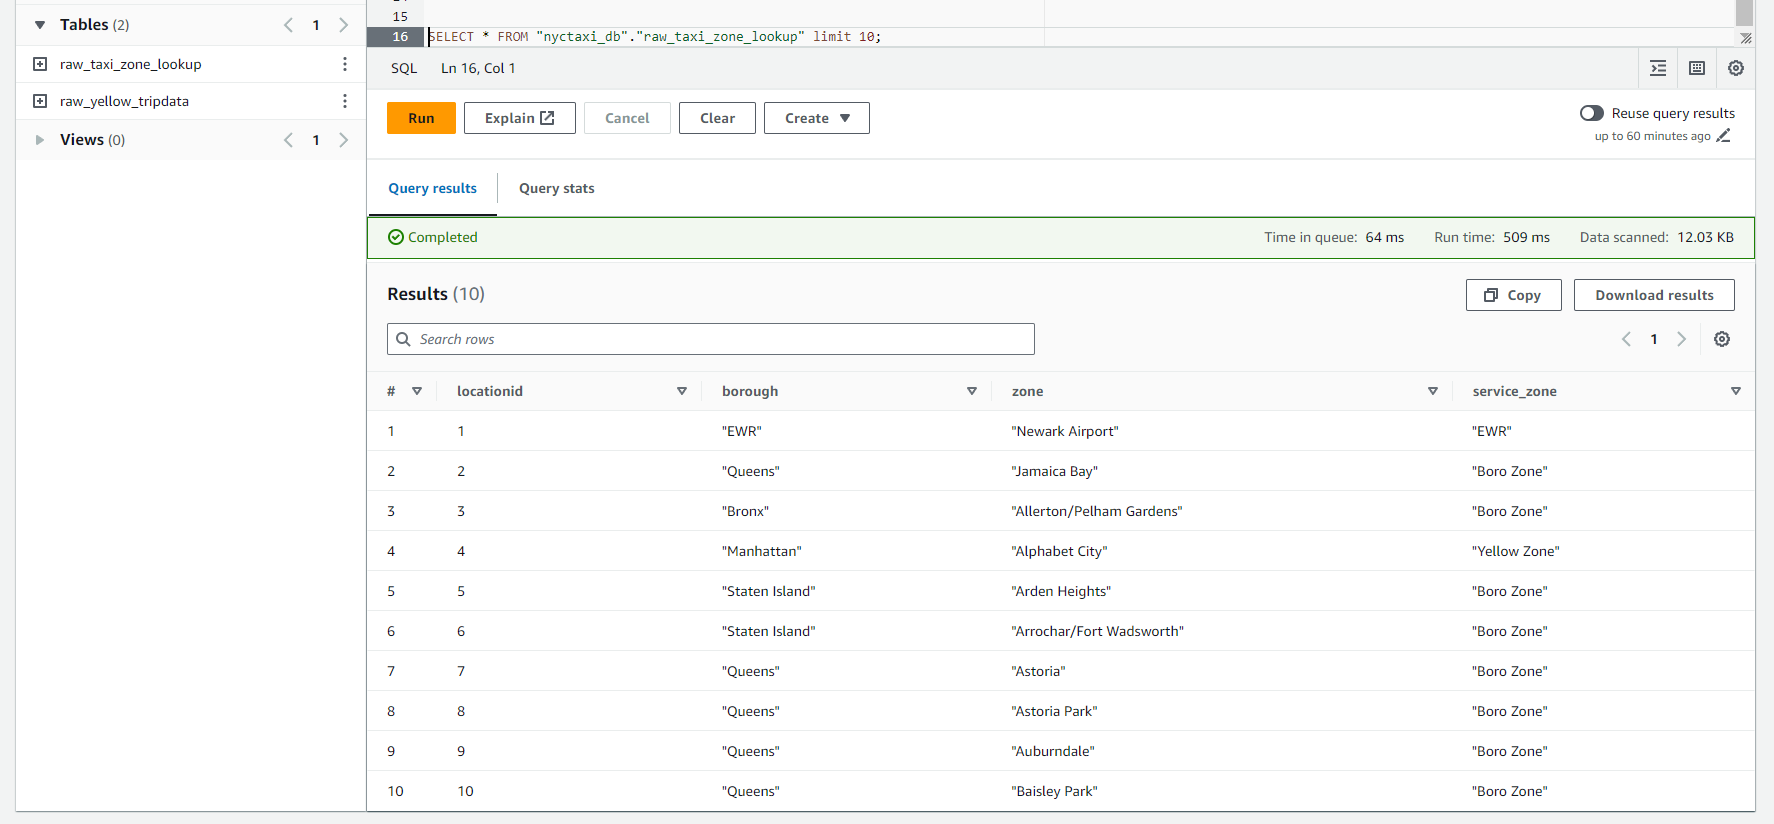 Tables (2)
1
raw_taxi_zone_lookup
raw_yellow_tripdata
Views (0)
1
15
16 SELECT * FROM "nyctaxi_db"."raw_taxi_zone_lookup" limit 10;
SQL Ln 16, Col 1
Run Explain Cancel Clear Create
Reuse query results
up to 60 minutes ago
Query results Query stats
Completed Time in queue: 64 ms Run time: 509 ms Data scanned: 12.03 KB
Results (10) Copy Download results
Search rows 1
# locationid borough zone service_zone
1 1 "EWR" "Newark Airport" "EWR"
2 2 "Queens" "Jamaica Bay" "Boro Zone"
3 3 "Bronx" "Allerton/Pelham Gardens" "Boro Zone"
4 4 "Manhattan" "Alphabet City" "Yellow Zone"
5 5 "Staten Island" "Arden Heights" "Boro Zone"
6 6 "Staten Island" "Arrochar/Fort Wadsworth" "Boro Zone"
7 7 "Queens" "Astoria" "Boro Zone"
8 8 "Queens" "Astoria Park" "Boro Zone"
9 9 "Queens" "Auburndale" "Boro Zone"
10 10 "Queens" "Baisley Park" "Boro Zone"